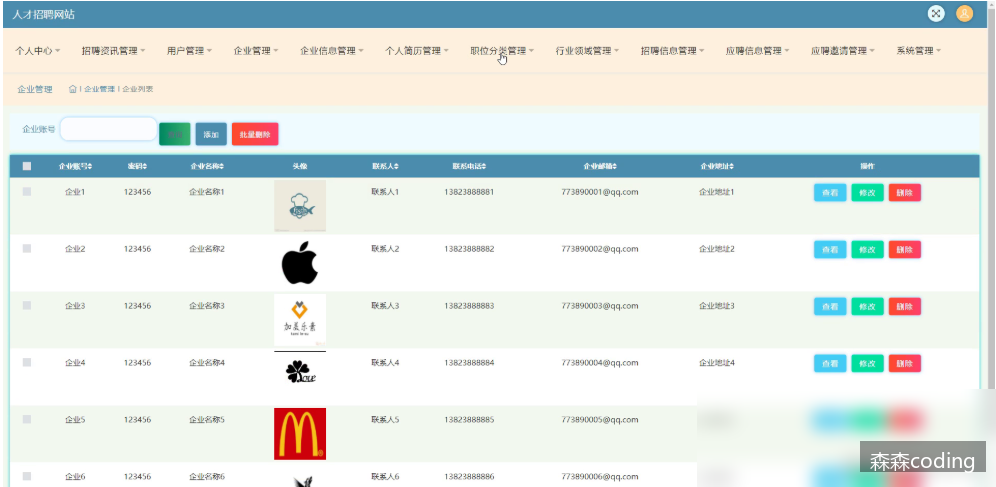 人才招聘网站
个人中心 招聘资讯管理 用户管理 企业管理 企业信息管理 个人简历管理 职位分类管理 行业领域管理 招聘信息管理 应聘信息管理 应聘邀请管理 系统管理
企业管理 企业管理 企业列表
企业账号 添加 批量删除
企业账号 密码 企业名称 头像 联系人 联系电话 企业邮箱 企业地址 操作
企业1 123456 企业名称1 联系人1 13823888881 773890001@qq.com 企业地址1 查看 修改 删除
企业2 123456 企业名称2 联系人2 13823888882 773890002@qq.com 企业地址2 查看 修改 删除
企业3 123456 企业名称3 加美乐素 联系人3 13823888883 773890003@qq.com 企业地址3 查看 修改 删除
企业4 123456 企业名称4 Love 联系人4 13823888884 773890004@qq.com 企业地址4 查看 修改 删除
企业5 123456 企业名称5 联系人5 13823888885 773890005@qq.com
企业6 123456 企业名称6 联系人6 13823888886 773890006@qq.com
森森coding